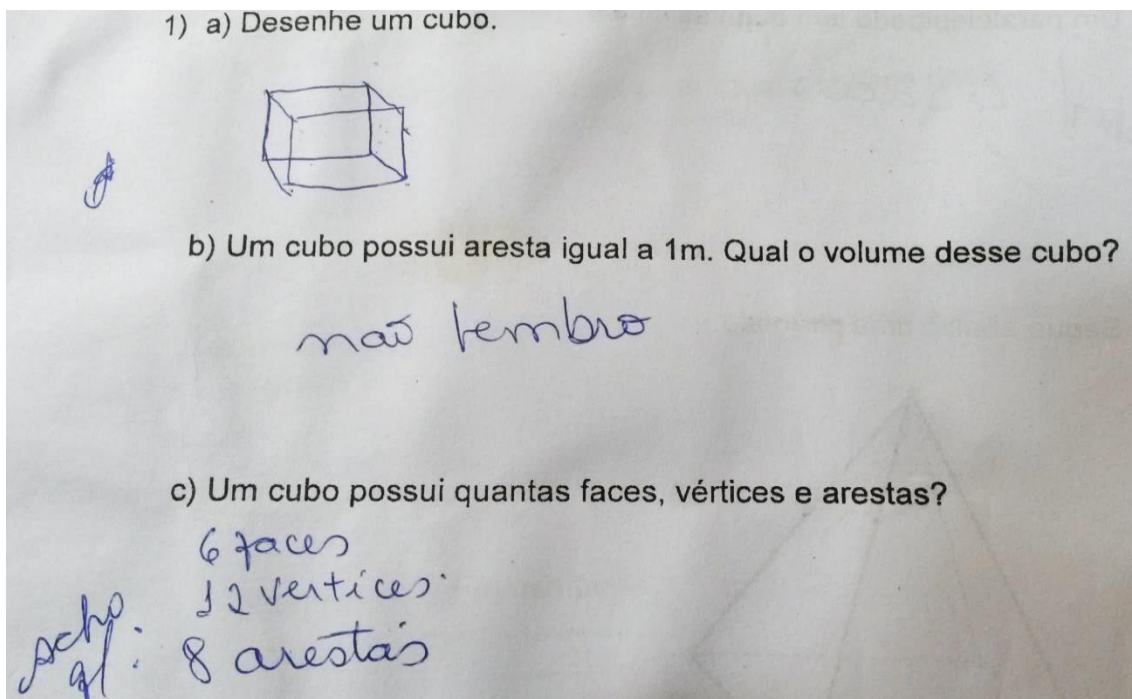 1) a) Desenhe um cubo.
b) Um cubo possui aresta igual a 1m. Qual o volume desse cubo?
não lembro
c) Um cubo possui quantas faces, vértices e arestas?
6 faces
12 vertices
acho q/: 8 arestas